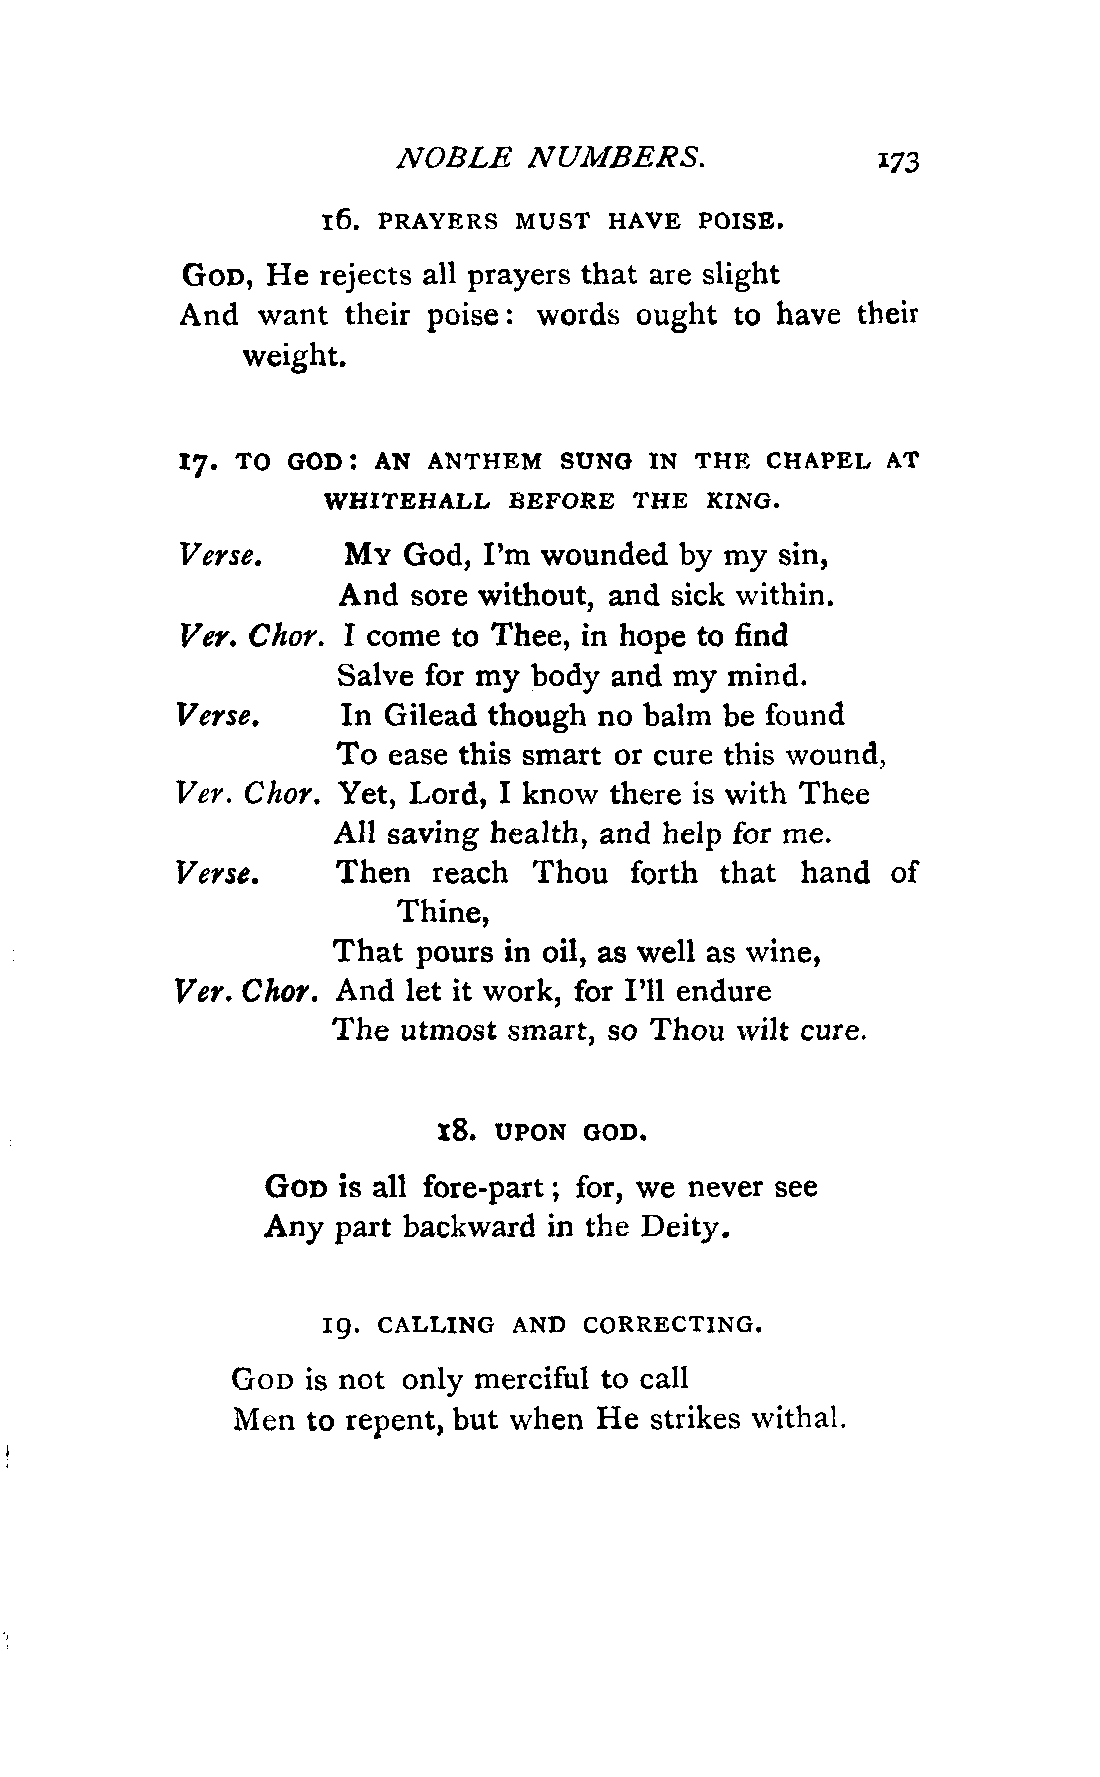 NOBLE NUMBERS. 173
16. PRAYERS MUST HAVE POISE.
GOD, He rejects all prayers that are slight
And want their poise: words ought to have their
weight.
17. TO GOD: AN ANTHEM SUNG IN THE CHAPEL AT
WHITEHALL BEFORE THE KING.
Verse. MY God, I'm wounded by my sin,
And sore without, and sick within.
Ver. Chor. I come to Thee, in hope to find
Salve for my body and my mind.
Verse. In Gilead though no balm be found
To ease this smart or cure this wound,
Ver. Chor. Yet, Lord, I know there is with Thee
All saving health, and help for me.
Verse. Then reach Thou forth that hand of
Thine,
That pours in oil, as well as wine,
Ver. Chor. And let it work, for I'll endure
The utmost smart, so Thou wilt cure.
18. UPON GOD.
GOD is all fore-part; for, we never see
Any part backward in the Deity.
19. CALLING AND CORRECTING.
GOD is not only merciful to call
Men to repent, but when He strikes withal.